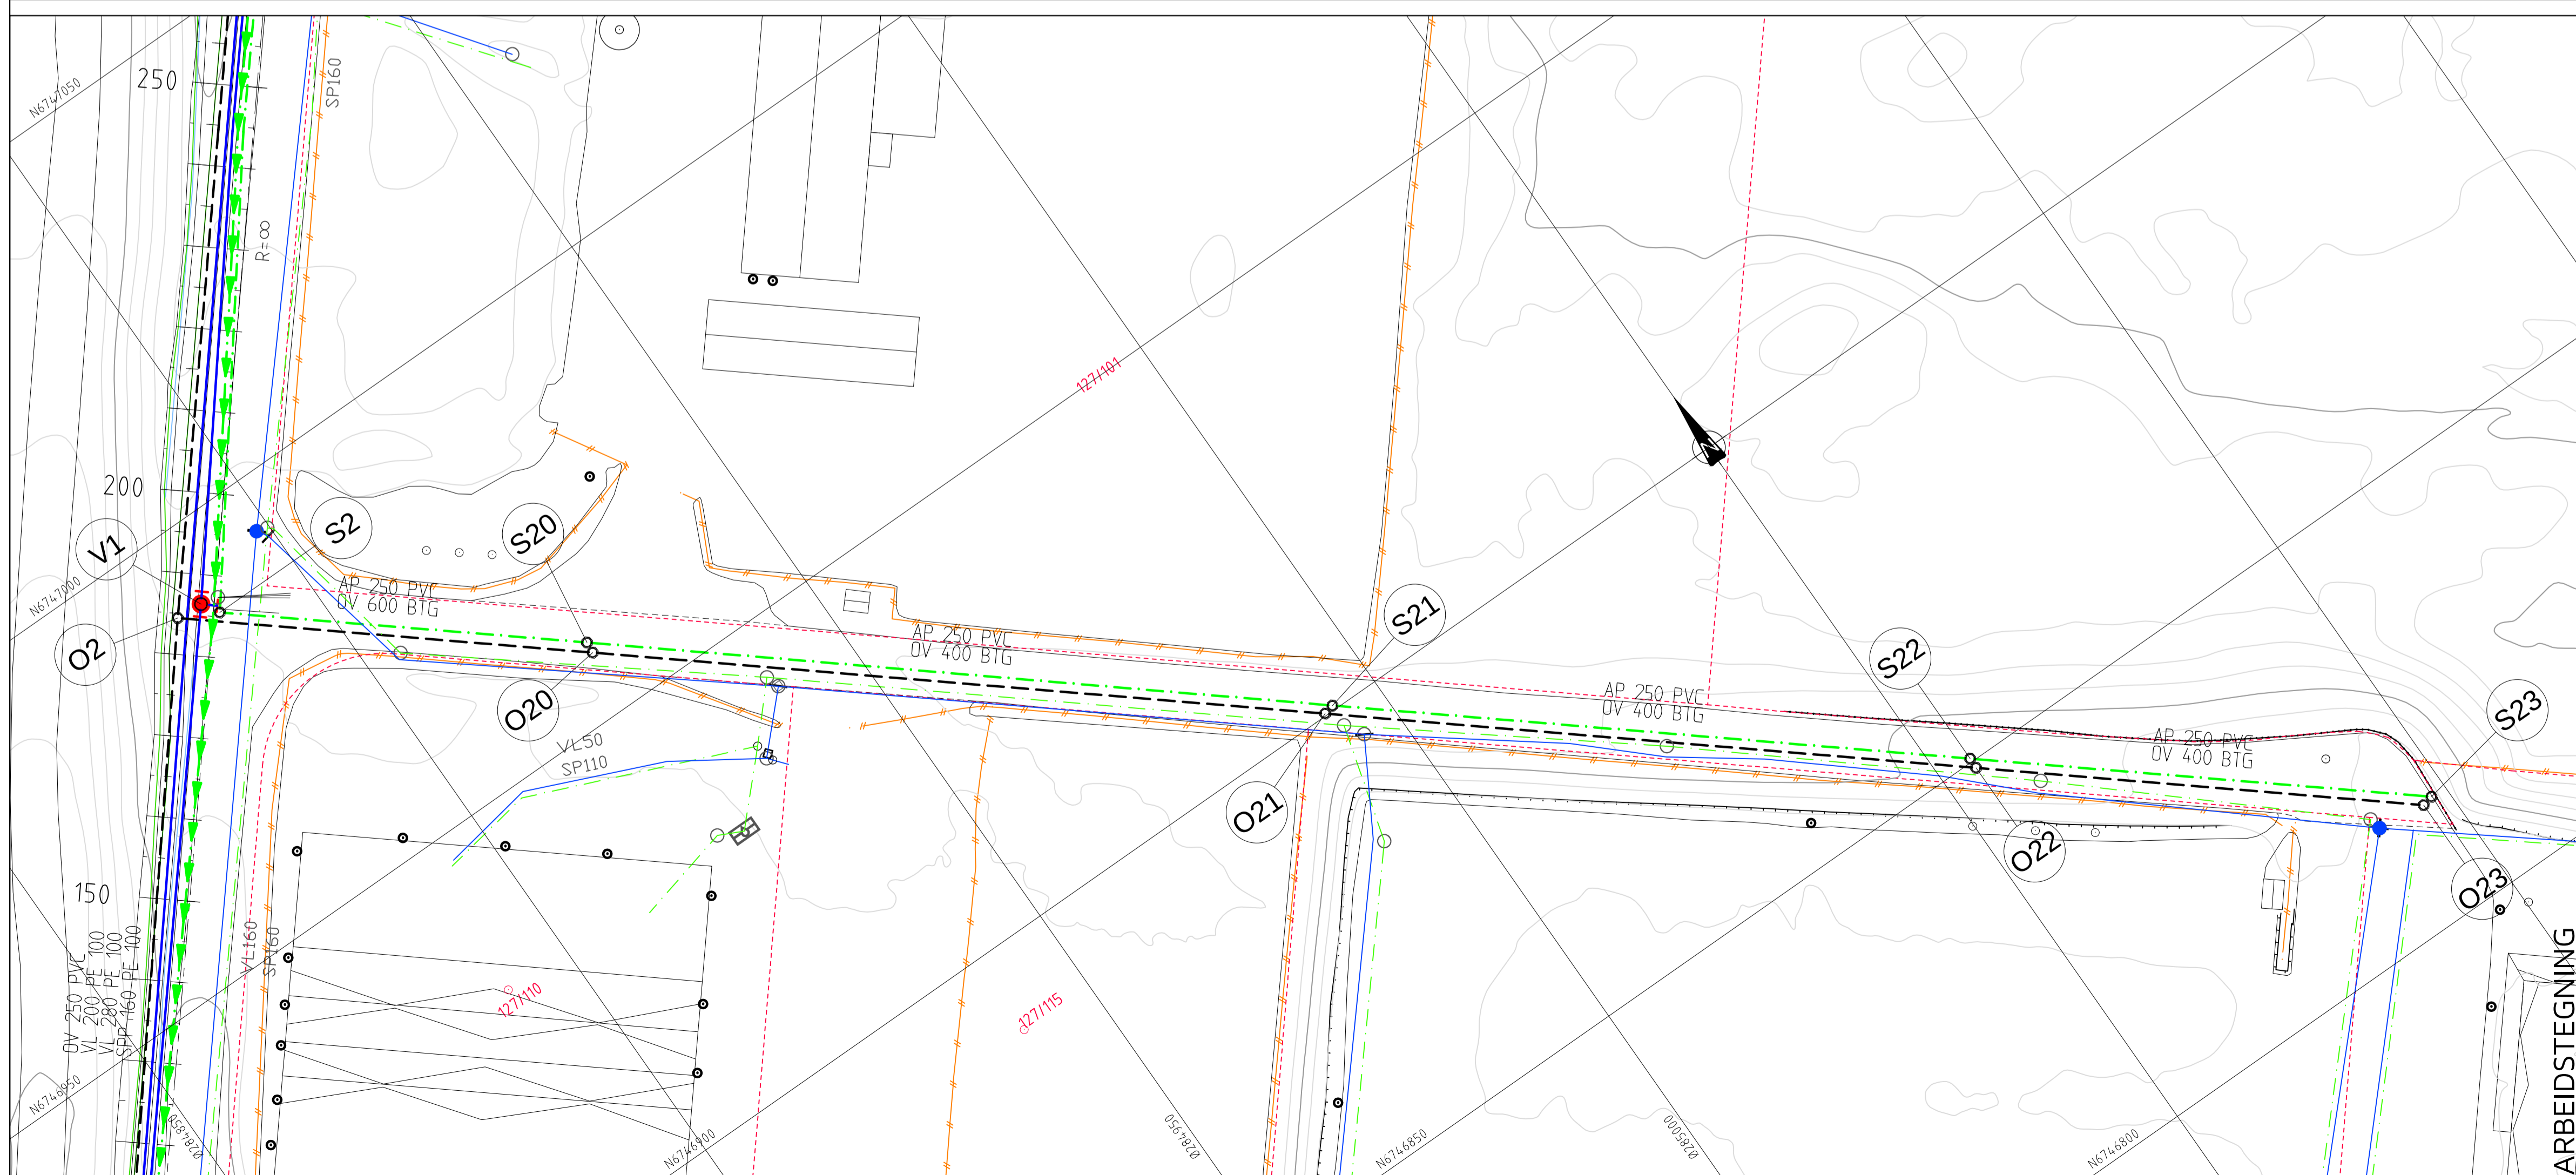 N6747050
250
SP160
R=∞
127/101
200
V1
S2
S20
N6747000
AP 250 PVC
OV 600 BTG
S21
S22
O2
AP 250 PVC
OV 400 BTG
O20
AP 250 PVC
OV 400 BTG
S23
VL50
SP110
AP 250 PVC
OV 400 BTG
O21
O22
O23
150
OV 250 PVC
VL 200 PE 100
VL 280 PE 100
SPP 160 PE 100
VL160
SP160
127/110
127/115
N6746950
0284850
N6746900
0284950
N6746850
0285000
N6746800
ARBEIDSTEGNING